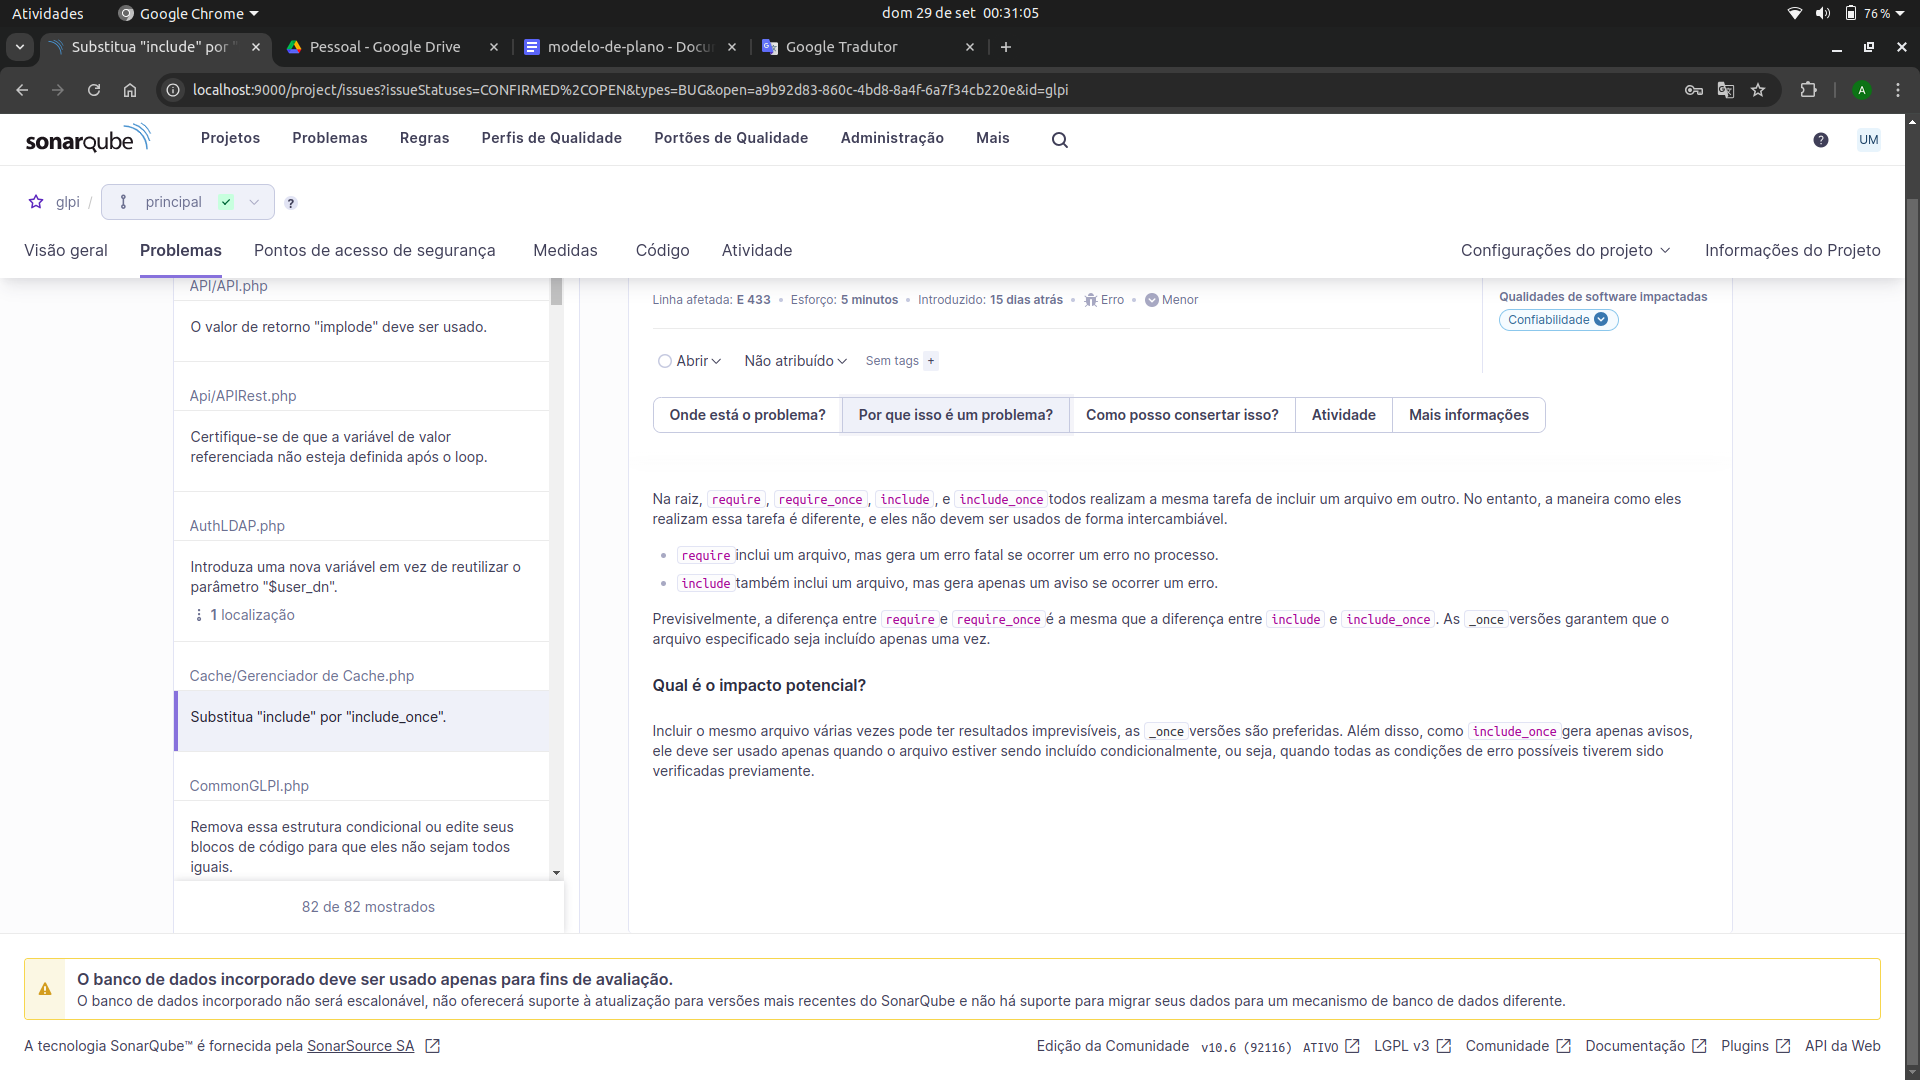 Atividades
Google Chrome
dom 29 de set 00:31:05
76 %
Substitua "include" por "
Pessoal - Google Drive
modelo-de-plano - Docu
Google Tradutor
localhost:9000/project/issues?issueStatuses=CONFIRMED%2COPEN&types=BUG&open=a9b92d83-860c-4bd8-8a4f-6a7f34cb220e&id=glpi
A
sonarqube
Projetos
Problemas
Regras
Perfis de Qualidade
Portões de Qualidade
Administração
Mais
?
UM
glpi /
principal
?
Visão geral
Problemas
Pontos de acesso de segurança
Medidas
Código
Atividade
Configurações do projeto
Informações do Projeto
API/API.php
O valor de retorno "implode" deve ser usado.
Api/APIRest.php
Certifique-se de que a variável de valor
referenciada não esteja definida após o loop.
AuthLDAP.php
Introduza uma nova variável em vez de reutilizar o
parâmetro "$user_dn".
1 localização
Cache/Gerenciador de Cache.php
Substitua "include" por "include_once".
CommonGLPI.php
Remova essa estrutura condicional ou edite seus
blocos de código para que eles não sejam todos
iguais.
82 de 82 mostrados
Linha afetada: E 433 • Esforço: 5 minutos • Introduzido: 15 dias atrás • Erro • Menor
Qualidades de software impactadas
Confiabilidade
Abrir
Não atribuído
Sem tags +
Onde está o problema?
Por que isso é um problema?
Como posso consertar isso?
Atividade
Mais informações
Na raiz, require, require_once, include, e include_once todos realizam a mesma tarefa de incluir um arquivo em outro. No entanto, a maneira como eles
realizam essa tarefa é diferente, e eles não devem ser usados de forma intercambiável.
• require inclui um arquivo, mas gera um erro fatal se ocorrer um erro no processo.
• include também inclui um arquivo, mas gera apenas um aviso se ocorrer um erro.
Previsivelmente, a diferença entre require e require_once é a mesma que a diferença entre include e include_once. As _once versões garantem que o
arquivo especificado seja incluído apenas uma vez.
Qual é o impacto potencial?
Incluir o mesmo arquivo várias vezes pode ter resultados imprevisíveis, as _once versões são preferidas. Além disso, como include_once gera apenas avisos,
ele deve ser usado apenas quando o arquivo estiver sendo incluído condicionalmente, ou seja, quando todas as condições de erro possíveis tiverem sido
verificadas previamente.
O banco de dados incorporado deve ser usado apenas para fins de avaliação.
O banco de dados incorporado não será escalonável, não oferecerá suporte à atualização para versões mais recentes do SonarQube e não há suporte para migrar seus dados para um mecanismo de banco de dados diferente.
A tecnologia SonarQube™ é fornecida pela SonarSource SA
Edição da Comunidade
v10.6 (92116)
ATIVO
LGPL v3
Comunidade
Documentação
Plugins
API da Web